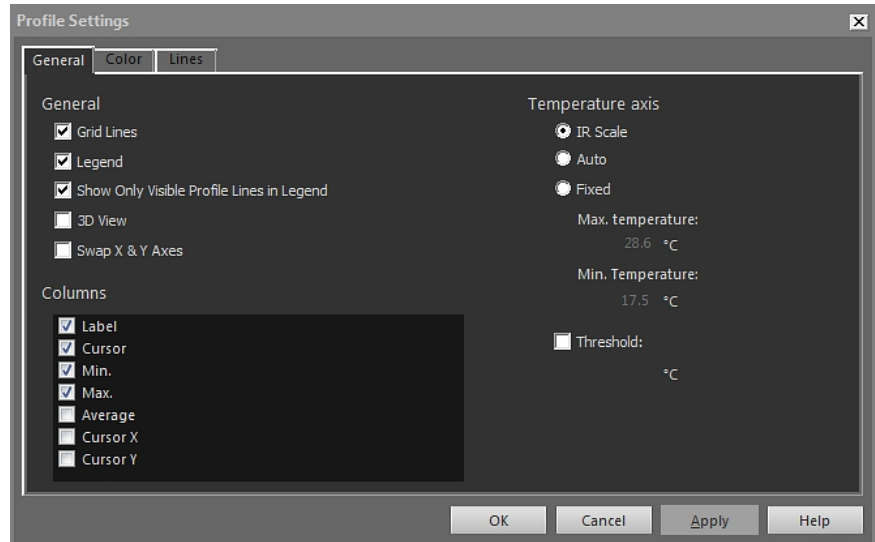 Profile Settings
General Color Lines
General
Grid Lines
Legend
Show Only Visible Profile Lines in Legend
3D View
Swap X & Y Axes
Columns
Label
Cursor
Min.
Max.
Average
Cursor X
Cursor Y
Temperature axis
IR Scale
Auto
Fixed
Max. temperature:
28.6 °C
Min. Temperature:
17.5 °C
Threshold:
°C
OK Cancel Apply Help